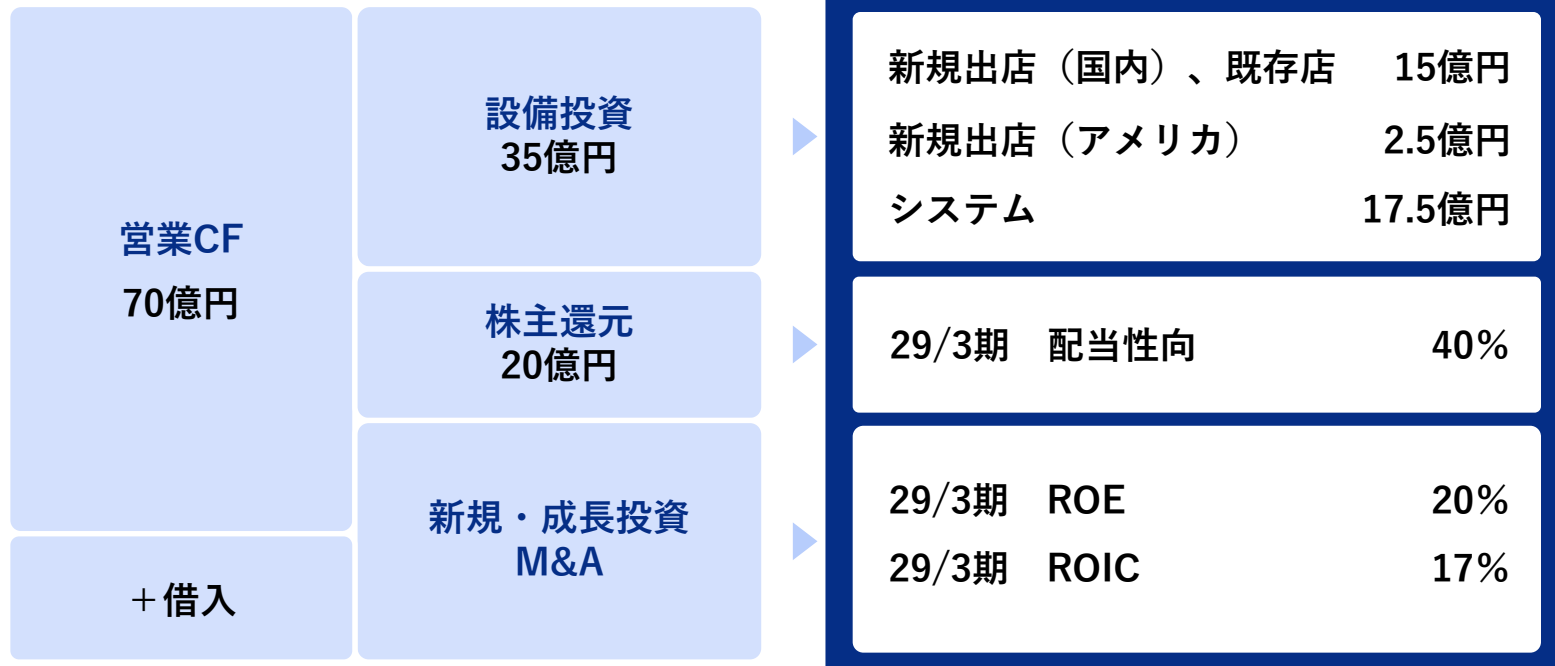 営業CF
70億円
＋借入
設備投資
35億円
株主還元
20億円
新規・成長投資
M&A
新規出店（国内）、既存店 15億円
新規出店（アメリカ） 2.5億円
システム 17.5億円
29/3期 配当性向 40%
29/3期 ROE 20%
29/3期 ROIC 17%